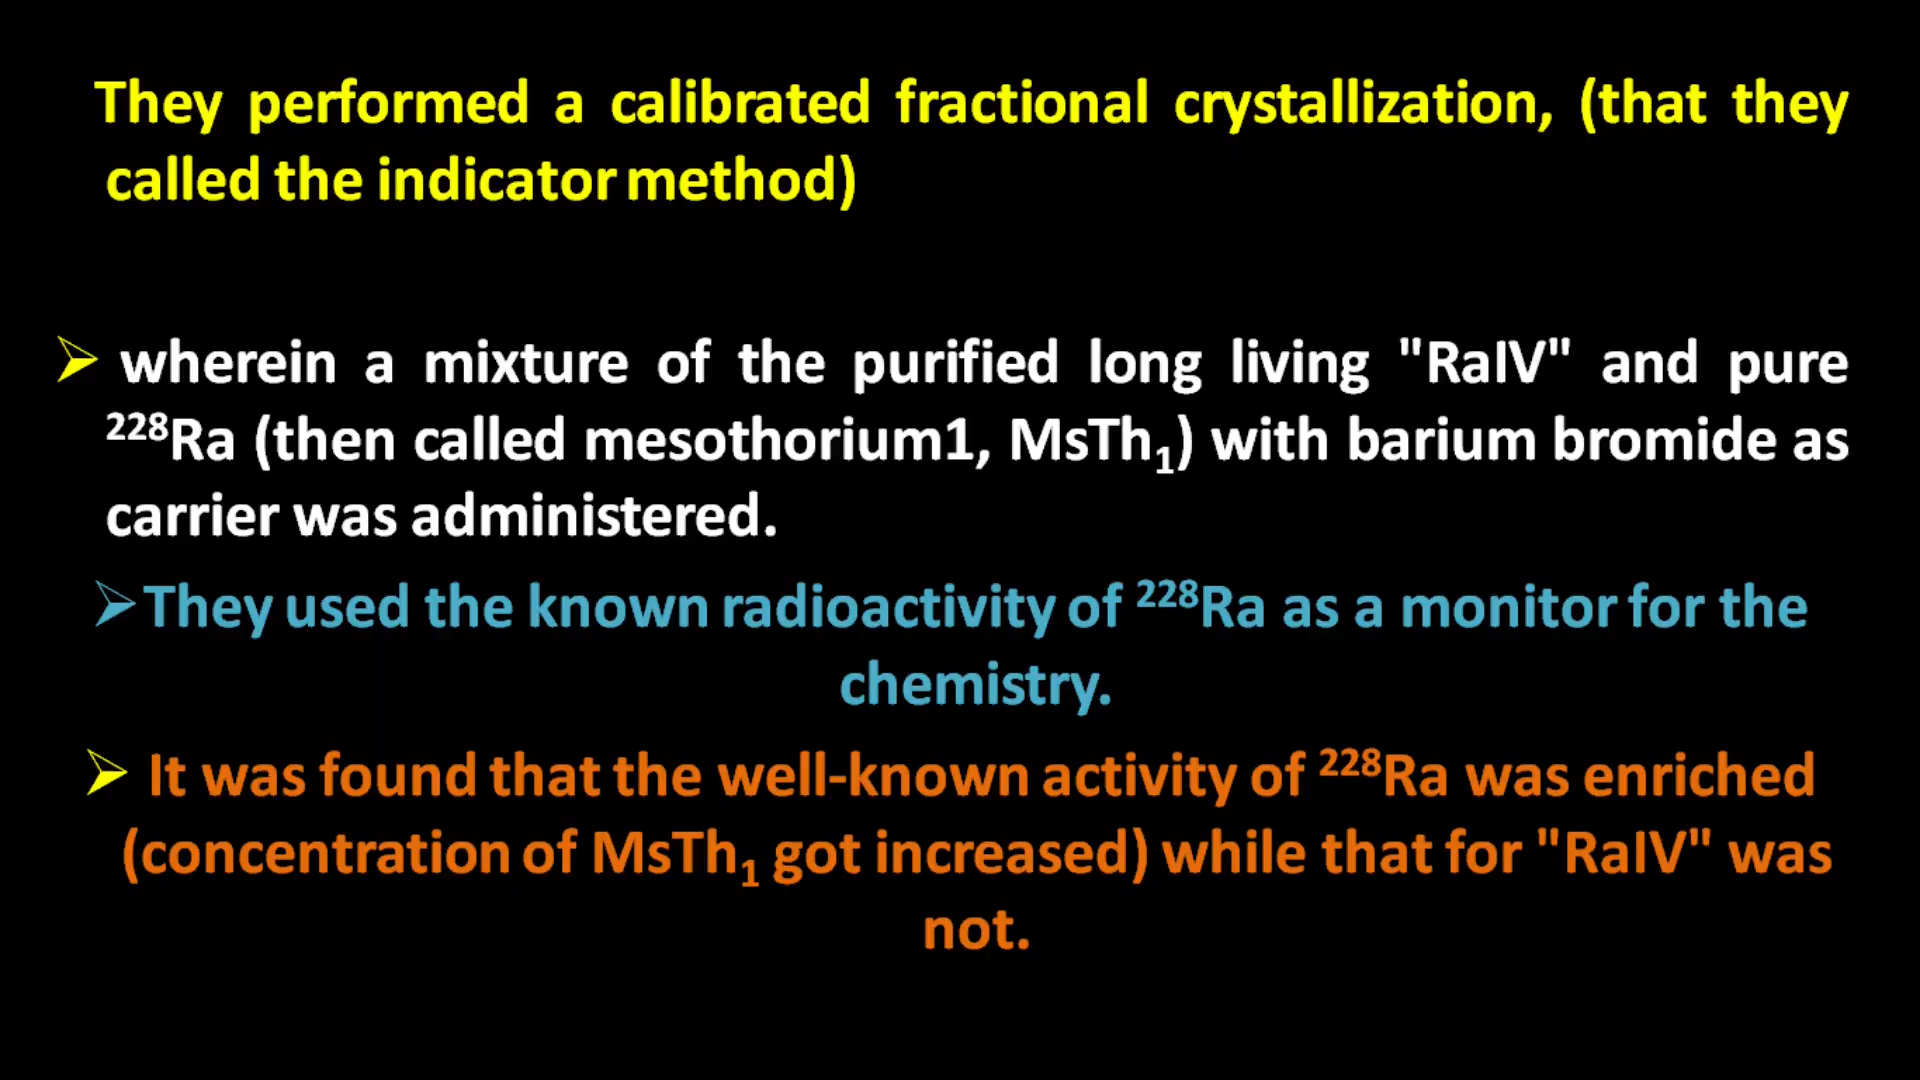 They performed a calibrated fractional crystallization, (that they
called the indicator method)
➢ wherein a mixture of the purified long living "RaIV" and pure
²²⁸Ra (then called mesothorium1, MsTh₁) with barium bromide as
carrier was administered.
➢They used the known radioactivity of ²²⁸Ra as a monitor for the
chemistry.
➢ It was found that the well-known activity of ²²⁸Ra was enriched
(concentration of MsTh₁ got increased) while that for "RaIV" was
not.